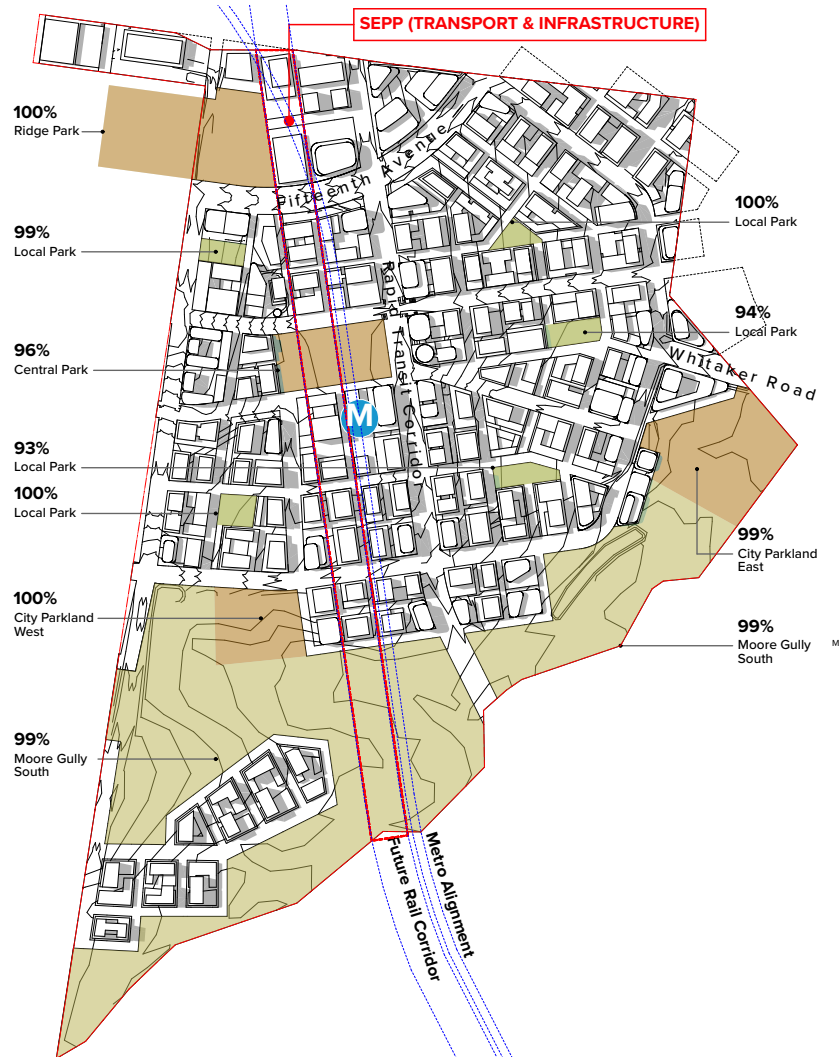 SEPP (TRANSPORT & INFRASTRUCTURE)
100%
Ridge Park
Fifteenth Avenue
99%
Local Park
100%
Local Park
Rapid Transit Corridor
94%
Local Park
96%
Central Park
Whitaker Road
M
93%
Local Park
100%
Local Park
99%
City Parkland
East
100%
City Parkland
West
99%
Moore Gully
South
M
99%
Moore Gully
South
Metro Alignment
Future Rail Corridor